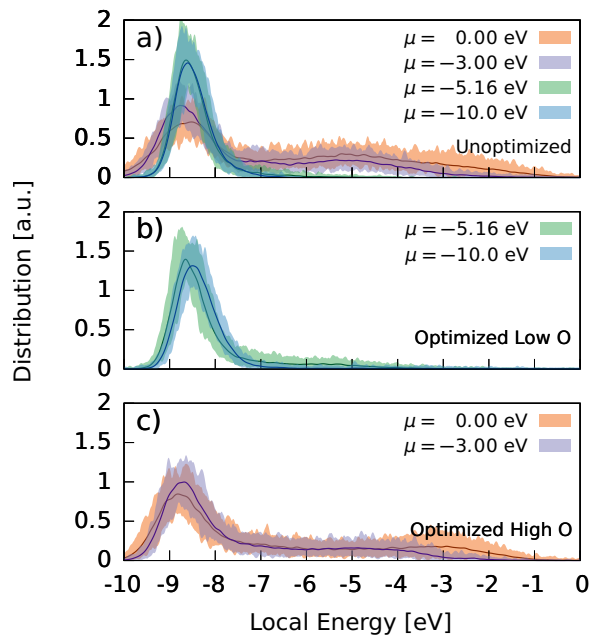 a)
μ = 0.00 eV
μ = −3.00 eV
μ = −5.16 eV
μ = −10.0 eV
Unoptimized
2
1.5
1
0.5
0
b)
μ = −5.16 eV
μ = −10.0 eV
Optimized Low O
2
1.5
1
0.5
0
Distribution [a.u.]
c)
μ = 0.00 eV
μ = −3.00 eV
Optimized High O
2
1.5
1
0.5
0
-10 -9 -8 -7 -6 -5 -4 -3 -2 -1 0
Local Energy [eV]